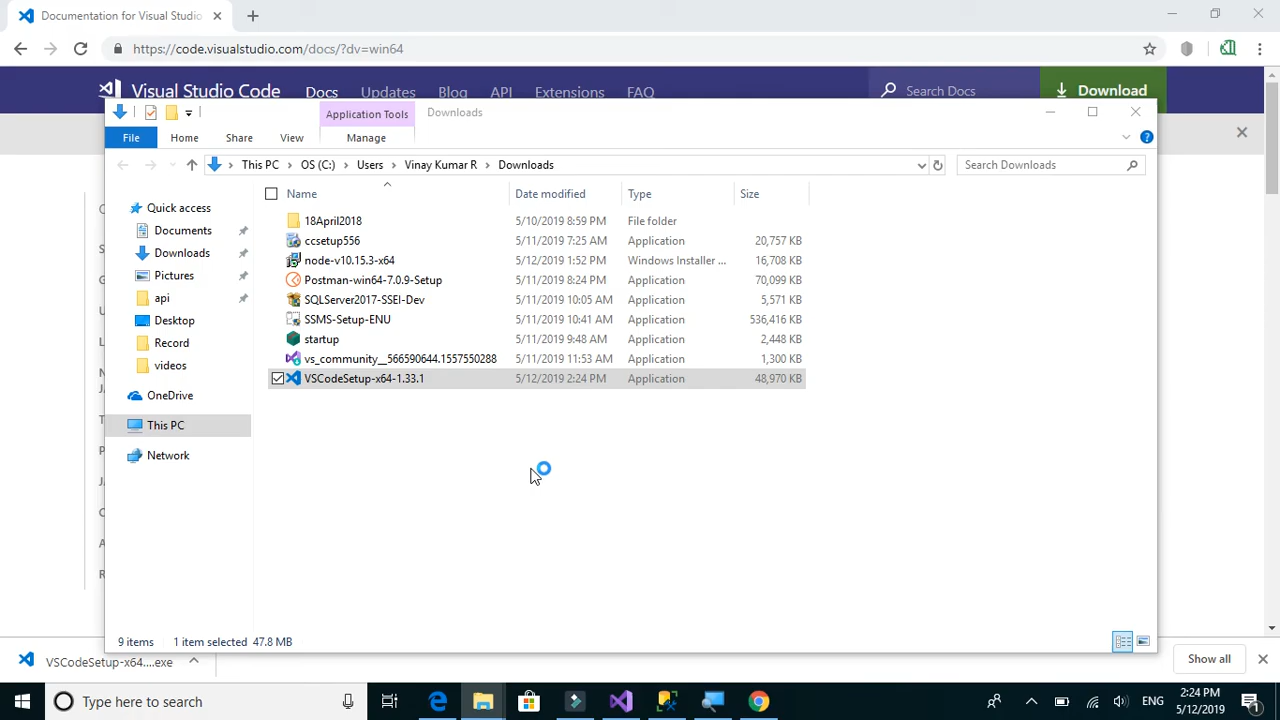 Documentation for Visual Studio
https://code.visualstudio.com/docs/?dv=win64
Visual Studio Code Docs Updates Blog API Extensions FAQ Search Docs Download
Application Tools Downloads
File Home Share View Manage
This PC OS (C:) Users Vinay Kumar R Downloads Search Downloads
Name Date modified Type Size
Quick access
Documents
Downloads
Pictures
api
Desktop
Record
videos
OneDrive
This PC
Network
18April2018 5/10/2019 8:59 PM File folder
ccsetup556 5/11/2019 7:25 AM Application 20,757 KB
node-v10.15.3-x64 5/12/2019 1:52 PM Windows Installer ... 16,708 KB
Postman-win64-7.0.9-Setup 5/11/2019 8:24 PM Application 70,099 KB
SQLServer2017-SSEI-Dev 5/11/2019 10:05 AM Application 5,571 KB
SSMS-Setup-ENU 5/11/2019 10:41 AM Application 536,416 KB
startup 5/11/2019 9:48 AM Application 2,448 KB
vs_community__566590644.1557550288 5/11/2019 11:53 AM Application 1,300 KB
VSCodeSetup-x64-1.33.1 5/12/2019 2:24 PM Application 48,970 KB
9 items 1 item selected 47.8 MB
VSCodeSetup-x64....exe Show all
Type here to search ENG 2:24 PM
5/12/2019
1